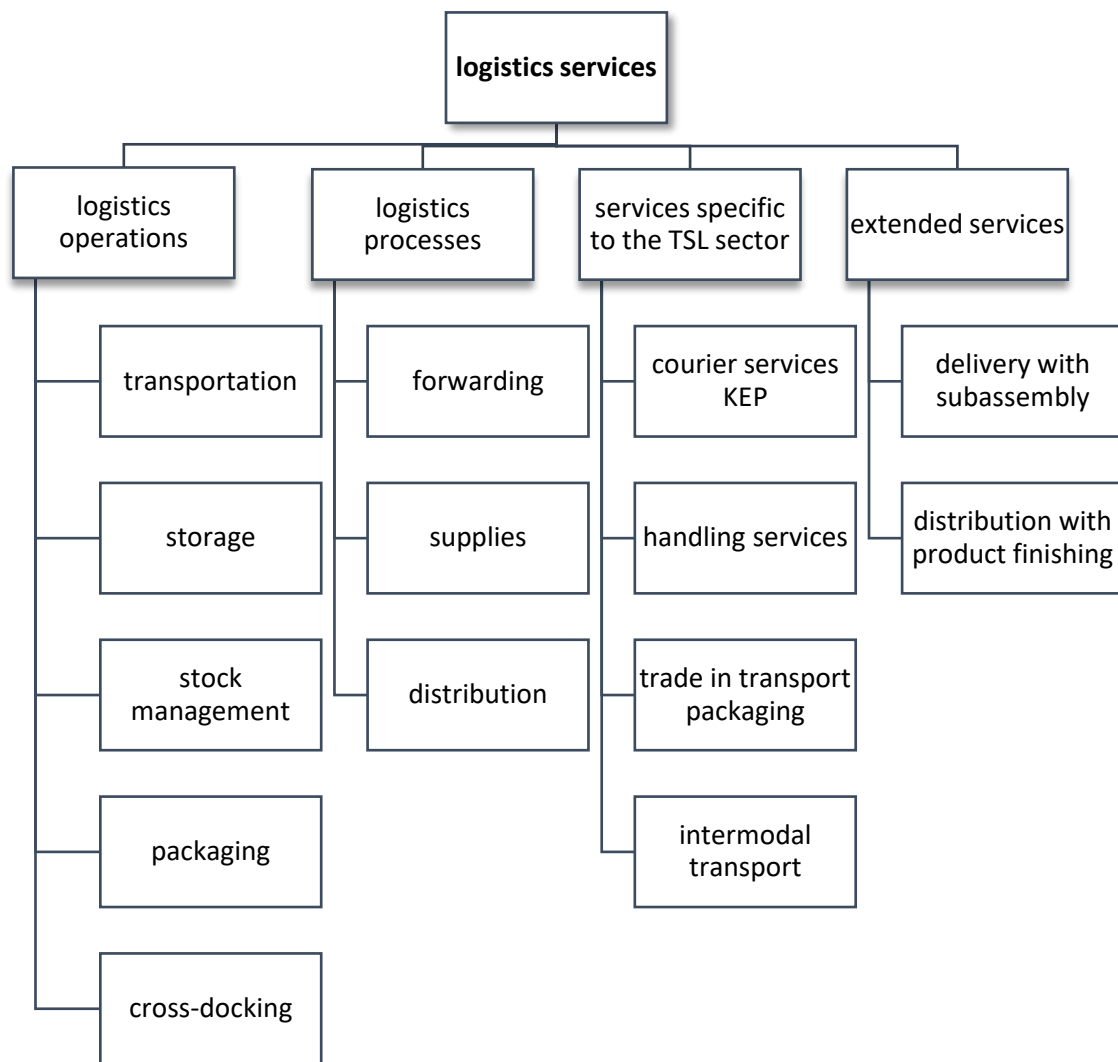 logistics services
logistics
operations
logistics
processes
services specific
to the TSL sector
extended services
transportation
storage
stock
management
packaging
cross-docking
forwarding
supplies
distribution
courier services
KEP
handling services
trade in transport
packaging
intermodal
transport
delivery with
subassembly
distribution with
product finishing